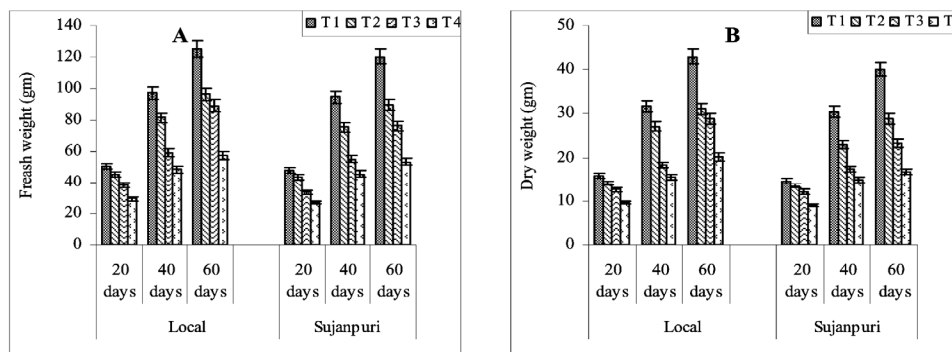 T1 T2 T3 T4
A
Freash weight (gm)
140
120
100
80
60
40
20
0
20 days 40 days 60 days 20 days 40 days 60 days
Local Sujanpuri
T1 T2 T3 T
B
Dry weight (gm)
50
40
30
20
10
0
20 days 40 days 60 days 20 days 40 days 60 days
Local Sujanpuri